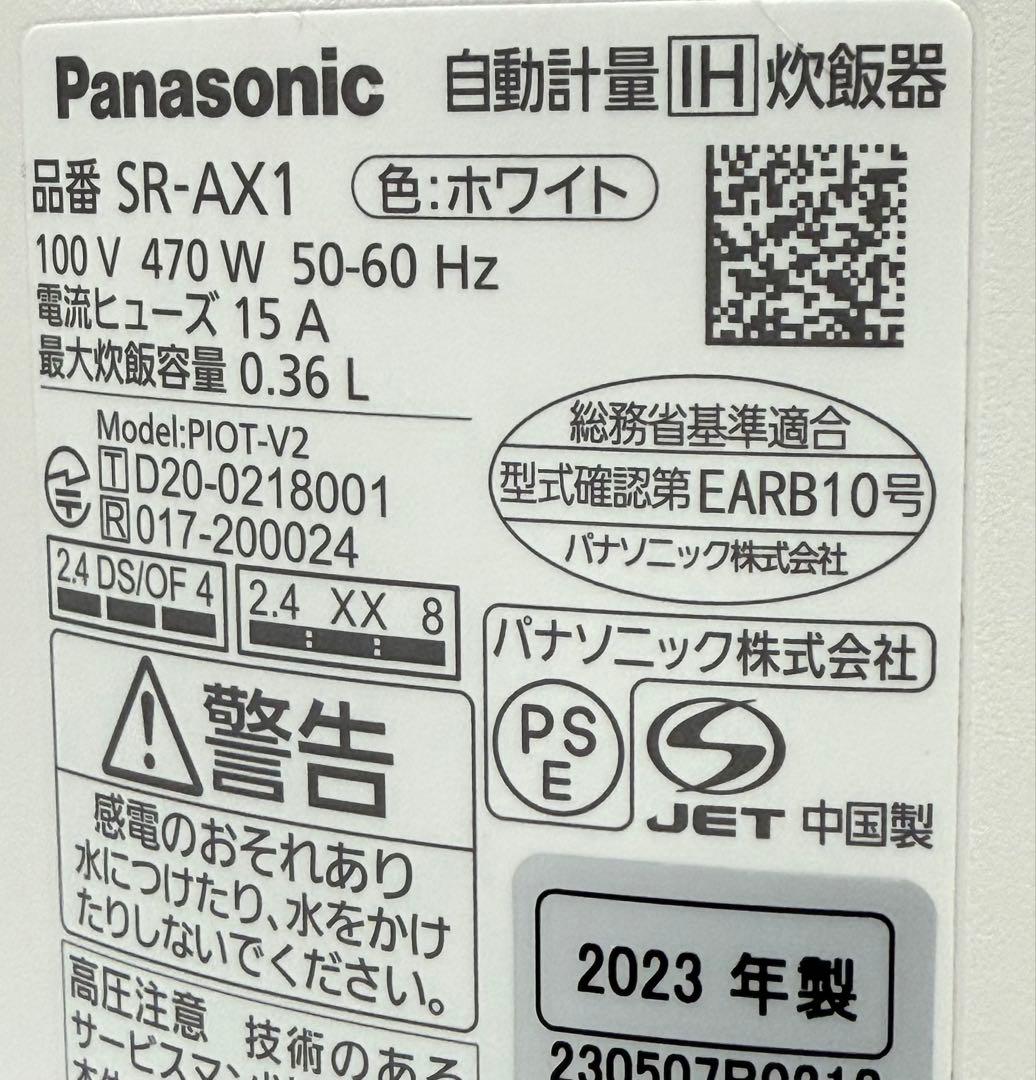 Panasonic 自動計量 IH 炊飯器
品番 SR-AX1 色:ホワイト
100 V 470 W 50-60 Hz
電流ヒューズ 15 A
最大炊飯容量 0.36 L
Model:PIOT-V2
T D20-0218001
R 017-200024
2.4 DS/OF 4
2.4 XX 8
総務省基準適合
型式確認第EARB10号
パナソニック株式会社
パナソニック株式会社
PS
E
JET 中国製
警告
感電のおそれあり
水につけたり、水をかけ
たりしないでください。
高圧注意 技術のある
サービスマン
2023 年製